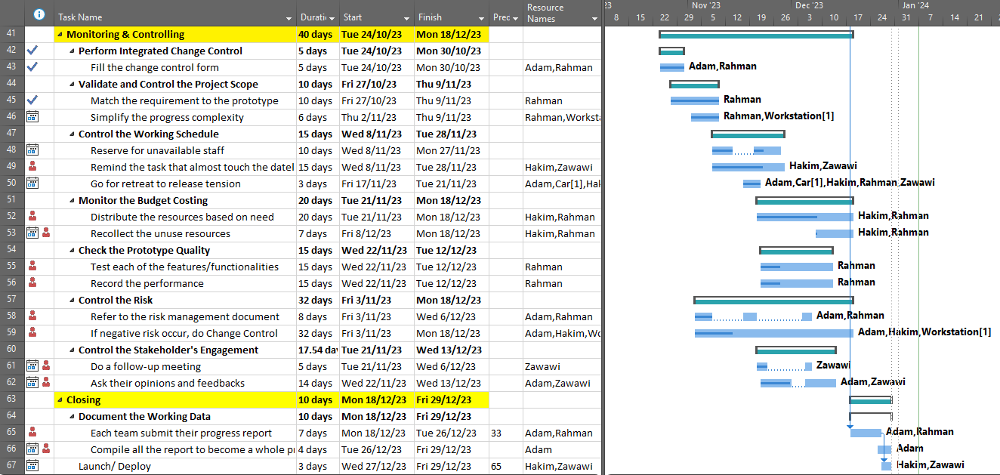 Task Name Duratic Start Finish Prec Resource Names
Nov '23 Dec '23 Jan '24
8 15 22 29 5 12 19 26 3 10 17 24 31 7 14 21
41 Monitoring & Controlling 40 days Tue 24/10/23 Mon 18/12/23
42 Perform Integrated Change Control 5 days Tue 24/10/23 Mon 30/10/23
43 Fill the change control form 5 days Tue 24/10/23 Mon 30/10/23 Adam,Rahman Adam,Rahman
44 Validate and Control the Project Scope 10 days Fri 27/10/23 Thu 9/11/23
45 Match the requirement to the prototype 10 days Fri 27/10/23 Thu 9/11/23 Rahman Rahman
46 Simplify the progress complexity 6 days Thu 2/11/23 Thu 9/11/23 Rahman,Worksta Rahman,Workstation[1]
47 Control the Working Schedule 15 days Wed 8/11/23 Tue 28/11/23
48 Reserve for unavailable staff 10 days Wed 8/11/23 Mon 27/11/23
49 Remind the task that almost touch the datel 15 days Wed 8/11/23 Tue 28/11/23 Hakim,Zawawi Hakim,Zawawi
50 Go for retreat to release tension 3 days Fri 17/11/23 Tue 21/11/23 Adam,Car[1],Hak Adam,Car[1],Hakim,Rahman,Zawawi
51 Monitor the Budget Costing 20 days Tue 21/11/23 Mon 18/12/23
52 Distribute the resources based on need 20 days Tue 21/11/23 Mon 18/12/23 Hakim,Rahman Hakim,Rahman
53 Recollect the unuse resources 7 days Fri 8/12/23 Mon 18/12/23 Hakim,Rahman Hakim,Rahman
54 Check the Prototype Quality 15 days Wed 22/11/23 Tue 12/12/23
55 Test each of the features/functionalities 15 days Wed 22/11/23 Tue 12/12/23 Rahman Rahman
56 Record the performance 15 days Wed 22/11/23 Tue 12/12/23 Rahman Rahman
57 Control the Risk 32 days Fri 3/11/23 Mon 18/12/23
58 Refer to the risk management document 8 days Fri 3/11/23 Wed 6/12/23 Adam,Rahman Adam,Rahman
59 If negative risk occur, do Change Control 32 days Fri 3/11/23 Mon 18/12/23 Adam,Hakim,Wo Adam,Hakim,Workstation[1]
60 Control the Stakeholder's Engagement 17.54 day Tue 21/11/23 Wed 13/12/23
61 Do a follow-up meeting 5 days Tue 21/11/23 Wed 6/12/23 Zawawi Zawawi
62 Ask their opinions and feedbacks 14 days Wed 22/11/23 Wed 13/12/23 Adam,Zawawi Adam,Zawawi
63 Closing 10 days Mon 18/12/23 Fri 29/12/23
64 Document the Working Data 10 days Mon 18/12/23 Fri 29/12/23
65 Each team submit their progress report 7 days Mon 18/12/23 Tue 26/12/23 33 Adam,Rahman Adam,Rahman
66 Compile all the report to become a whole pr 4 days Tue 26/12/23 Fri 29/12/23 Adam Adam
67 Launch/ Deploy 3 days Wed 27/12/23 Fri 29/12/23 65 Hakim,Zawawi Hakim,Zawawi